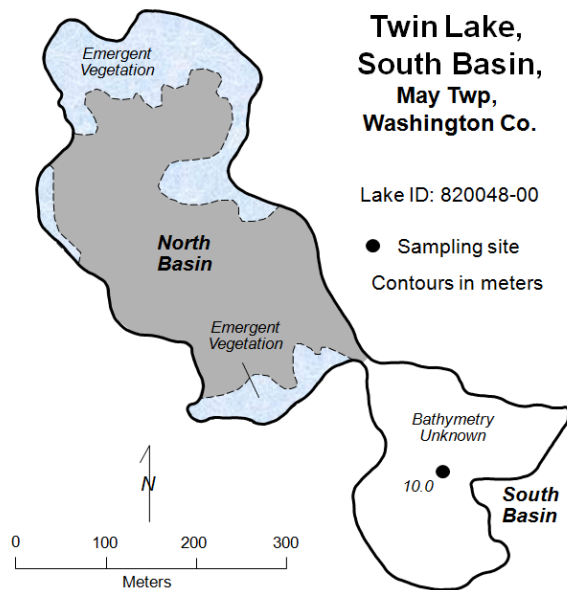 Twin Lake,
South Basin,
May Twp,
Washington Co.
Lake ID: 820048-00
Sampling site
Contours in meters
Emergent
Vegetation
North
Basin
Emergent
Vegetation
Bathymetry
Unknown
10.0
South
Basin
N
0 100 200 300
Meters